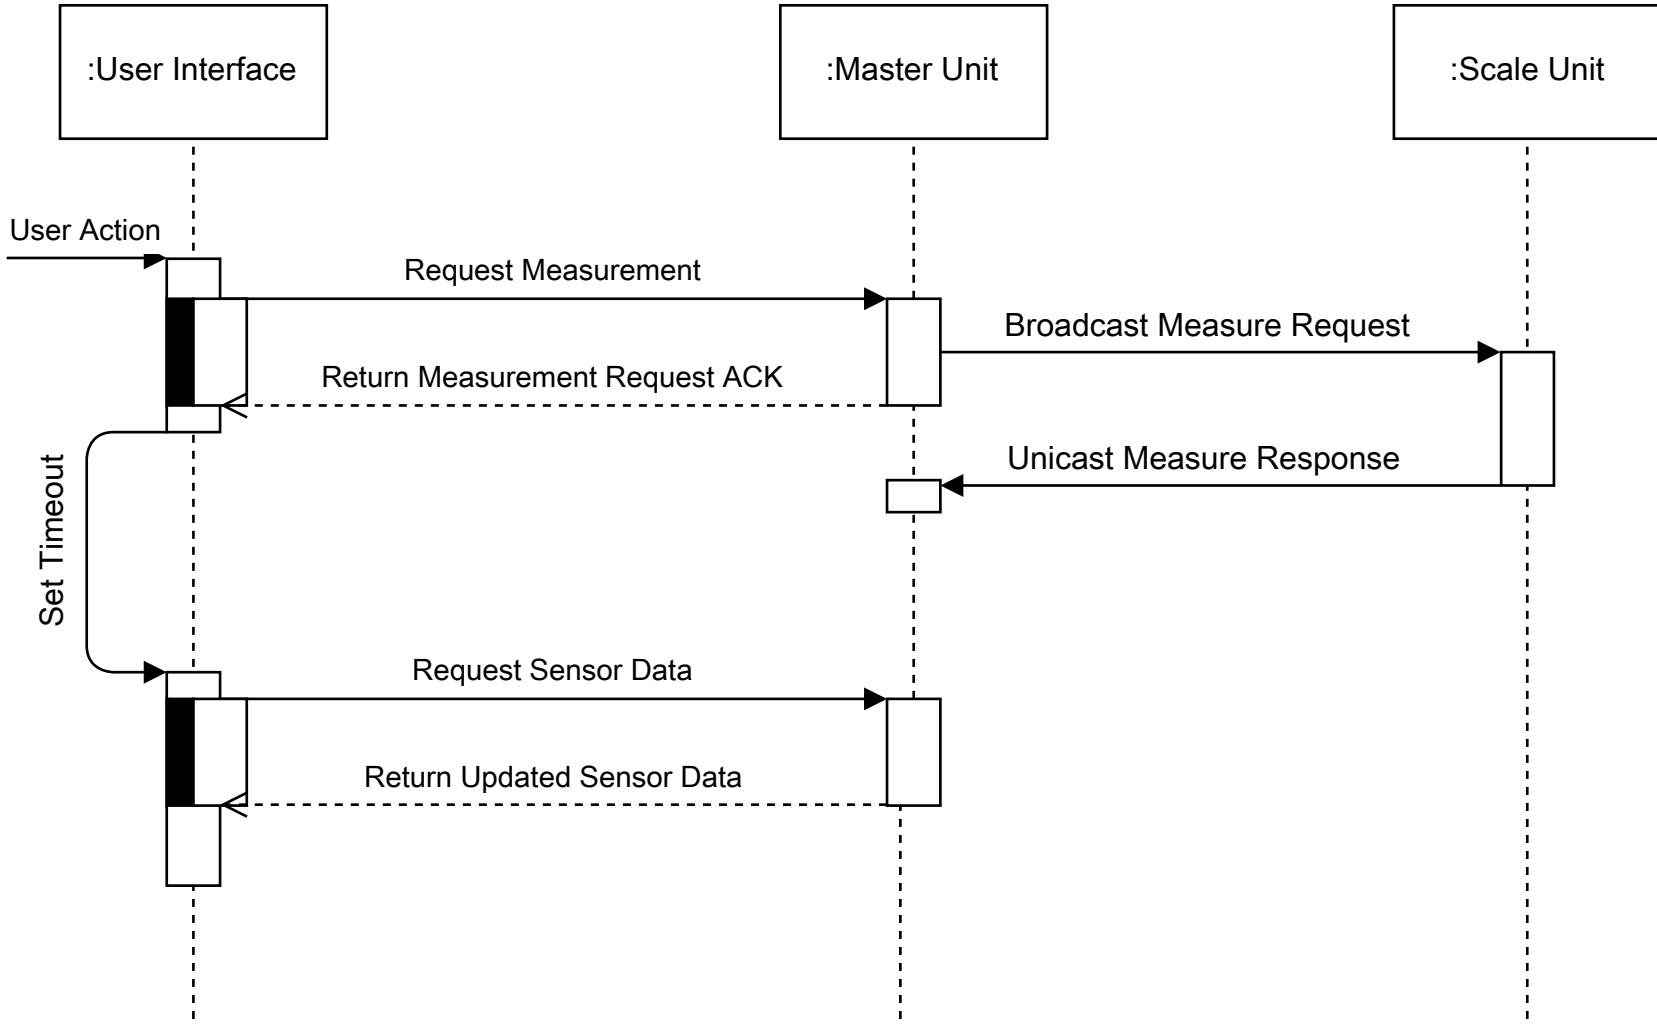 :User Interface
:Master Unit
:Scale Unit
User Action
Request Measurement
Broadcast Measure Request
Return Measurement Request ACK
Unicast Measure Response
Set Timeout
Request Sensor Data
Return Updated Sensor Data